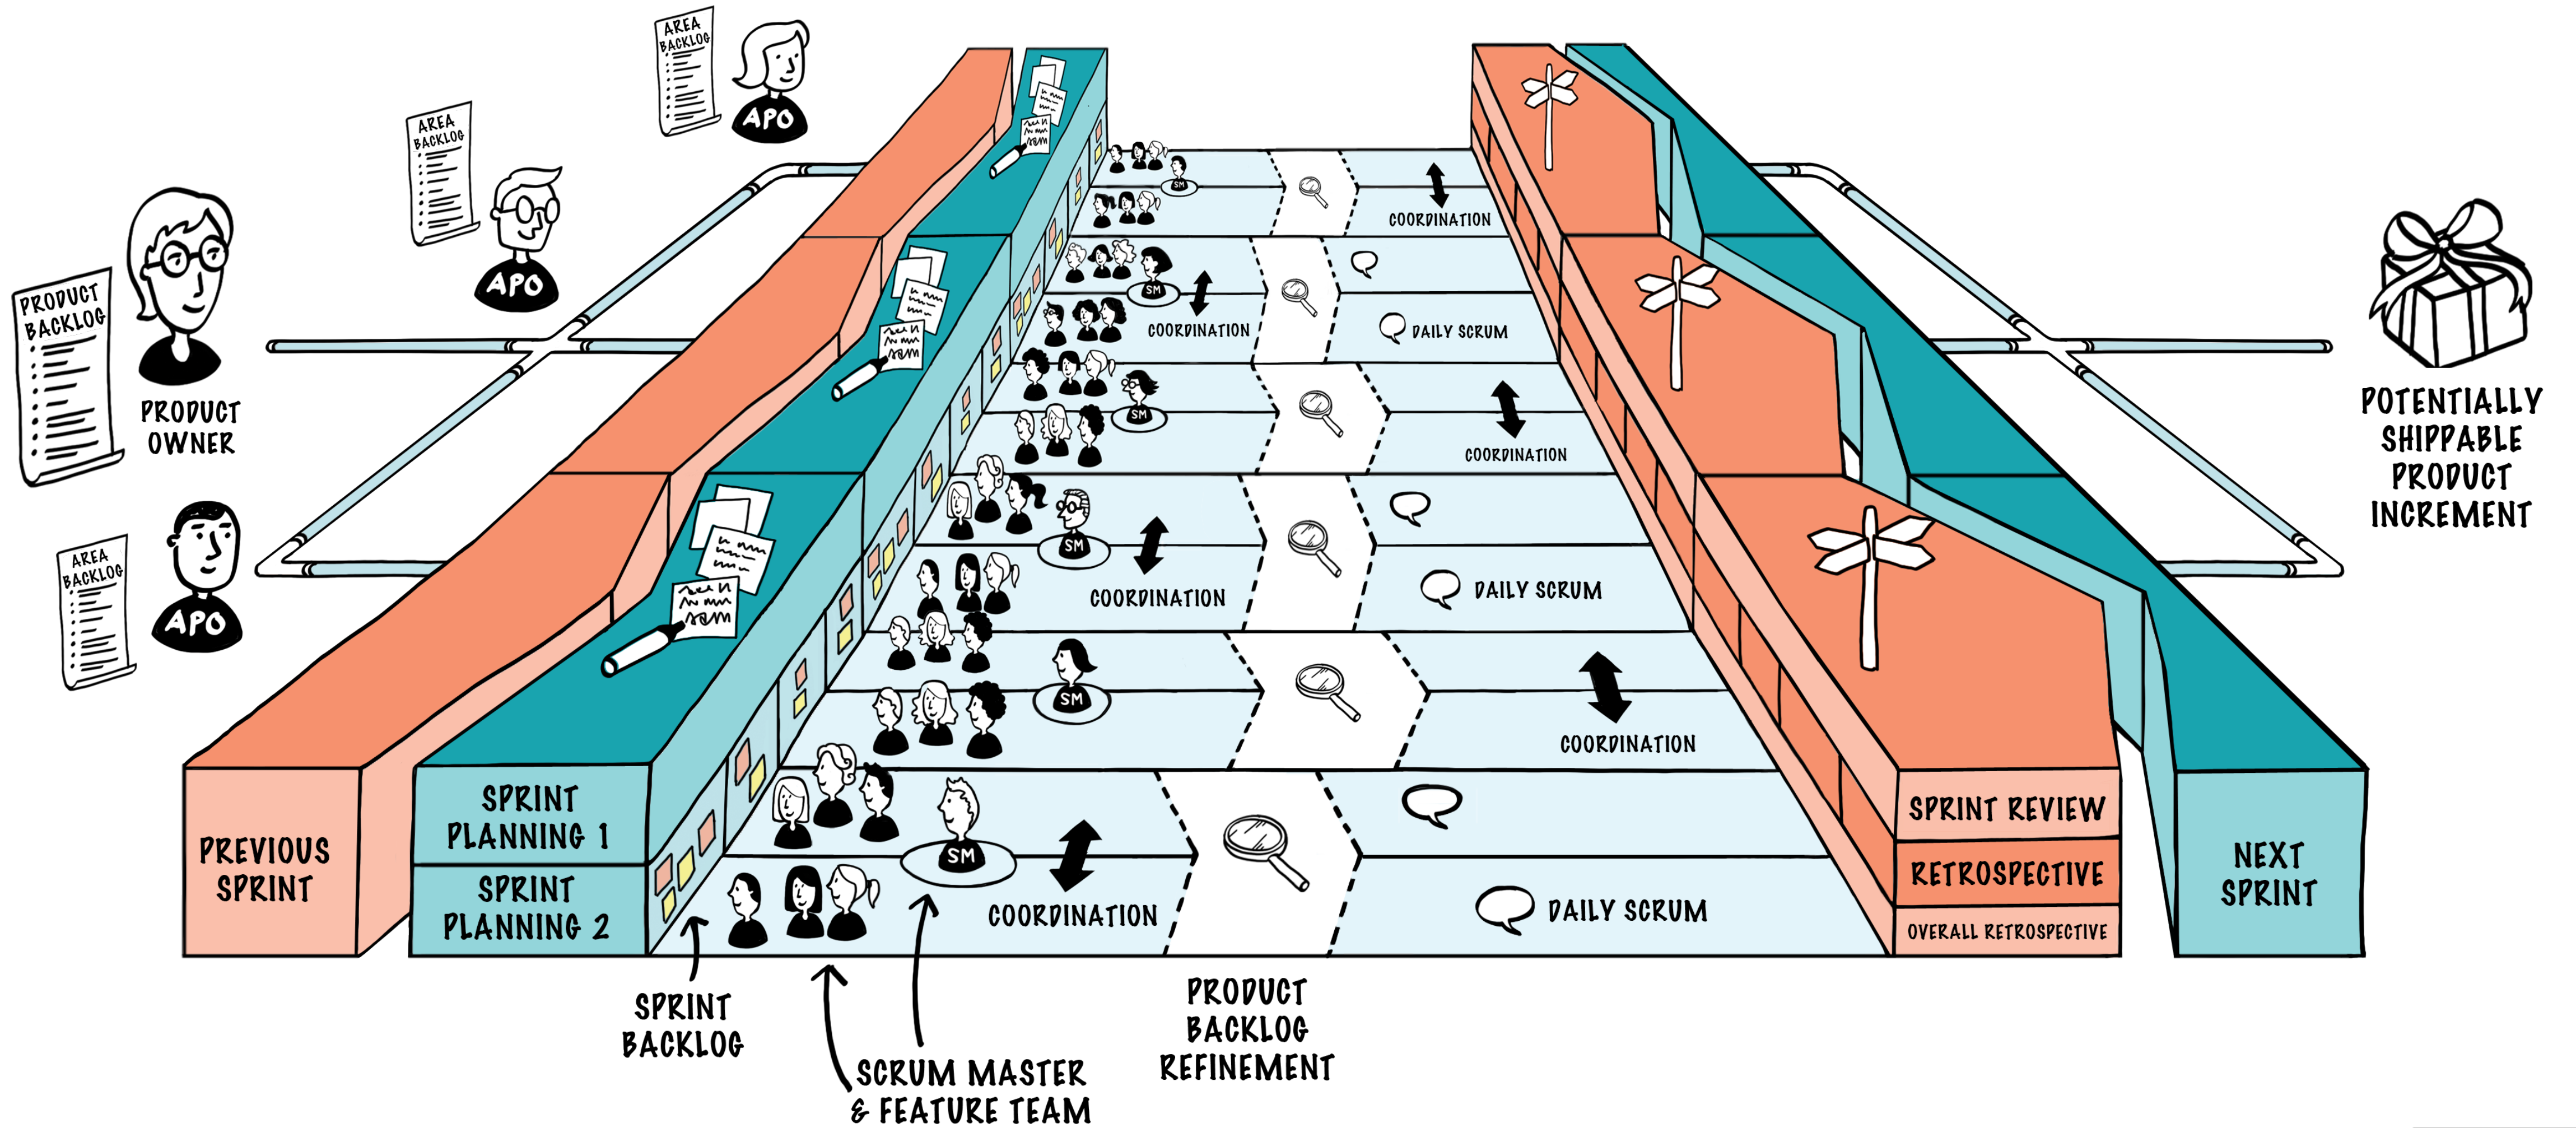 AREA
BACKLOG
APO
AREA
BACKLOG
APO
PRODUCT
BACKLOG
PRODUCT
OWNER
AREA
BACKLOG
APO
PREVIOUS
SPRINT
SPRINT
PLANNING 1
SPRINT
PLANNING 2
SM
COORDINATION
SM
COORDINATION
DAILY SCRUM
SM
COORDINATION
SM
COORDINATION
DAILY SCRUM
SM
COORDINATION
SM
COORDINATION
DAILY SCRUM
SPRINT
BACKLOG
SCRUM MASTER
& FEATURE TEAM
PRODUCT
BACKLOG
REFINEMENT
SPRINT REVIEW
RETROSPECTIVE
OVERALL RETROSPECTIVE
NEXT
SPRINT
POTENTIALLY
SHIPPABLE
PRODUCT
INCREMENT